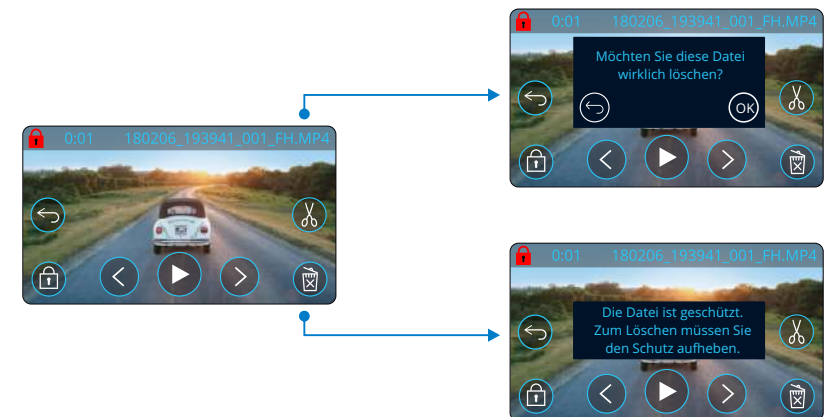 0:01 180206_193941_001_FH.MP4
Möchten Sie diese Datei
wirklich löschen?
OK
0:01 180206_193941_001_FH.MP4
0:01 180206_193941_001_FH.MP4
Die Datei ist geschützt.
Zum Löschen müssen Sie
den Schutz aufheben.